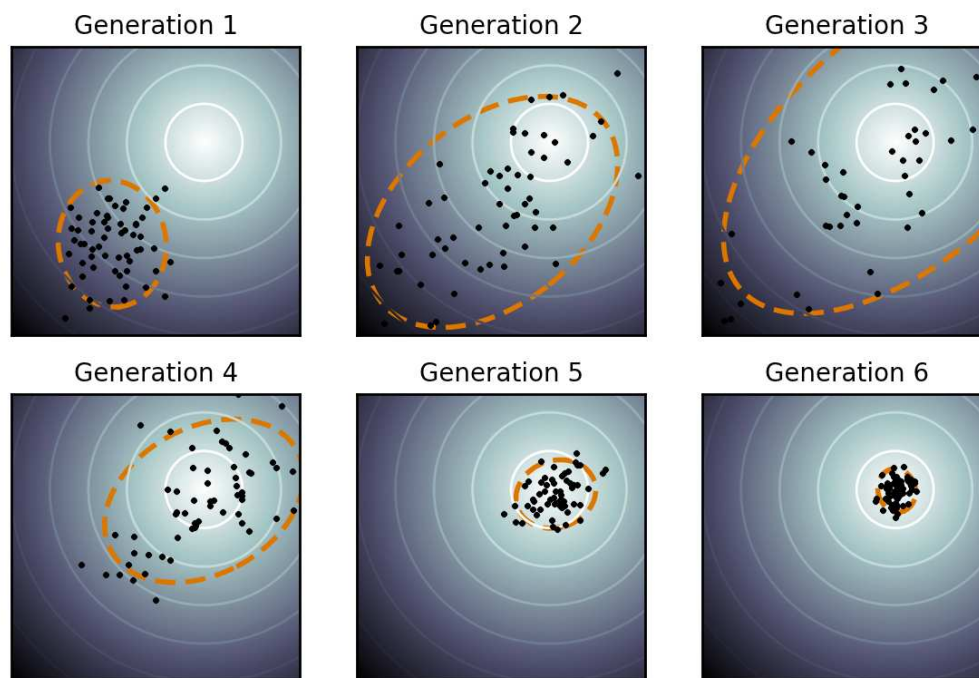 Generation 1
Generation 2
Generation 3
Generation 4
Generation 5
Generation 6